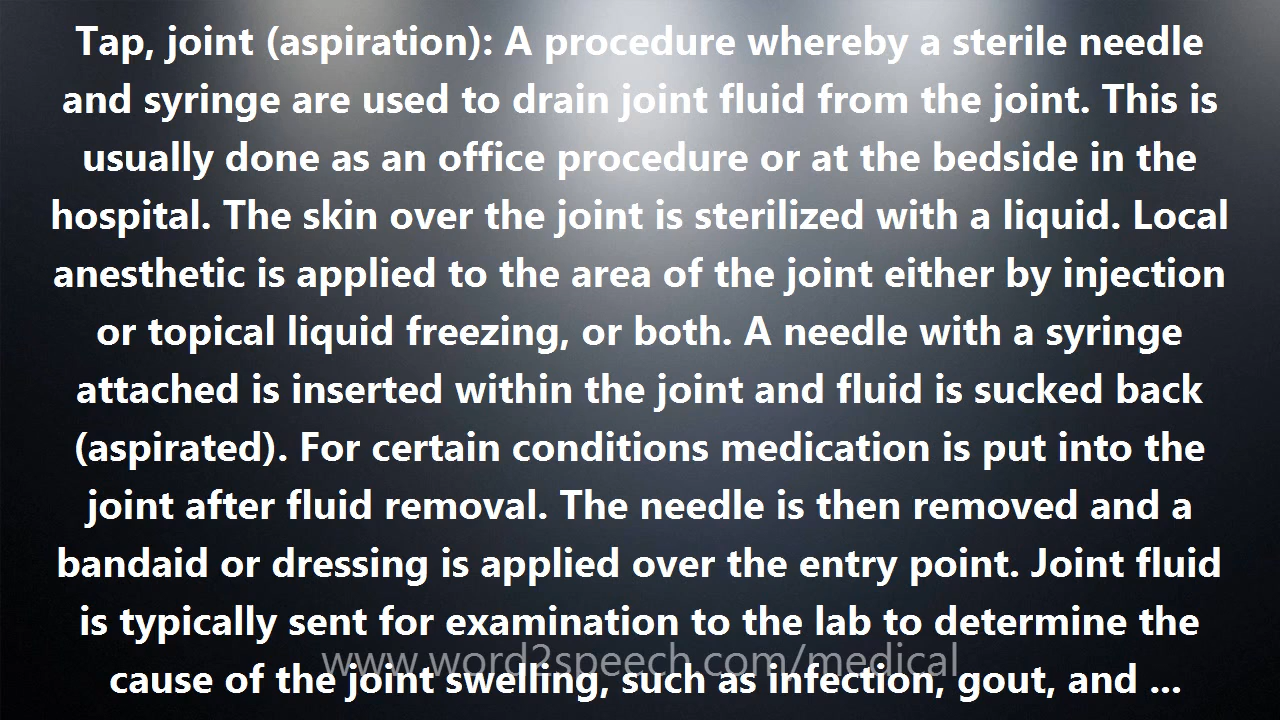 Tap, joint (aspiration): A procedure whereby a sterile needle
and syringe are used to drain joint fluid from the joint. This is
usually done as an office procedure or at the bedside in the
hospital. The skin over the joint is sterilized with a liquid. Local
anesthetic is applied to the area of the joint either by injection
or topical liquid freezing, or both. A needle with a syringe
attached is inserted within the joint and fluid is sucked back
(aspirated). For certain conditions medication is put into the
joint after fluid removal. The needle is then removed and a
bandaid or dressing is applied over the entry point. Joint fluid
is typically sent for examination to the lab to determine the
www.word2speech.com/medical
cause of the joint swelling, such as infection, gout, and ...